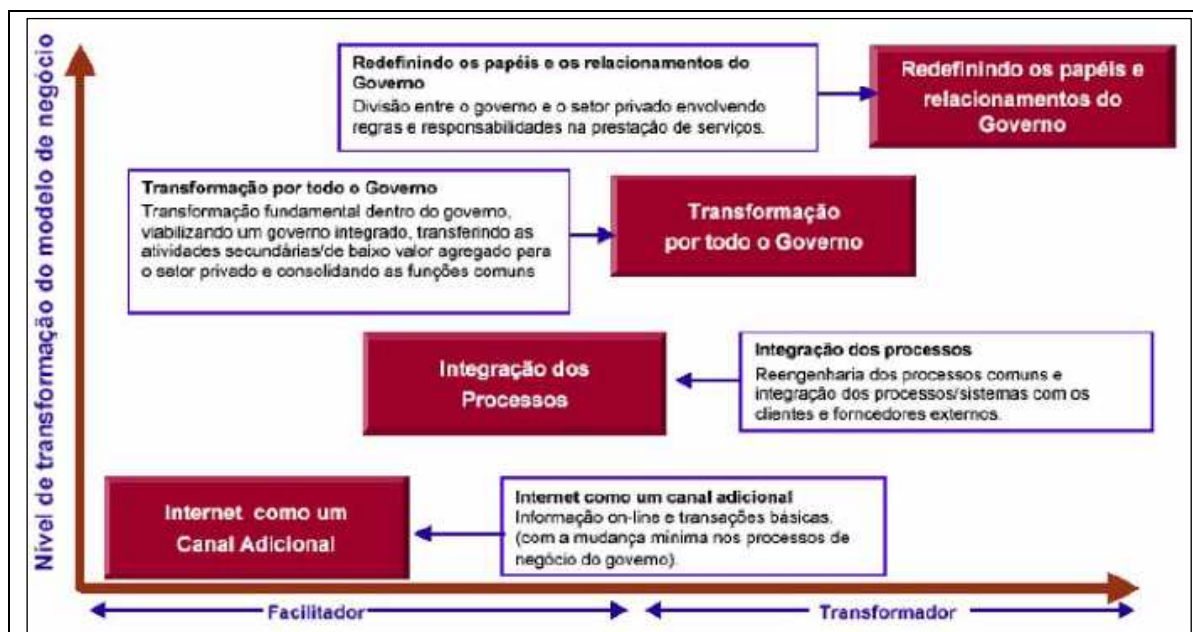 Nível de transformação do modelo de negócio
Redefinindo os papéis e os relacionamentos do
Governo
Divisão entre o governo e o setor privado envolvendo
regras e responsabilidades na prestação de serviços.
Redefinindo os papéis e
relacionamentos do
Governo
Transformação por todo o Governo
Transformação fundamental dentro do governo,
viabilizando um governo integrado, transferindo as
atividades secundárias/de baixo valor agregado para
o setor privado e consolidando as funções comuns
Transformação
por todo o Governo
Integração dos
Processos
Integração dos processos
Reengenharia dos processos comuns e
integração dos processos/sistemas com os
clientes e forncedores externos.
Internet como um
Canal Adicional
Internet como um canal adicional
Informação on-line e transações básicas.
(com a mudança mínima nos processos de
negócio do governo).
Facilitador
Transformador